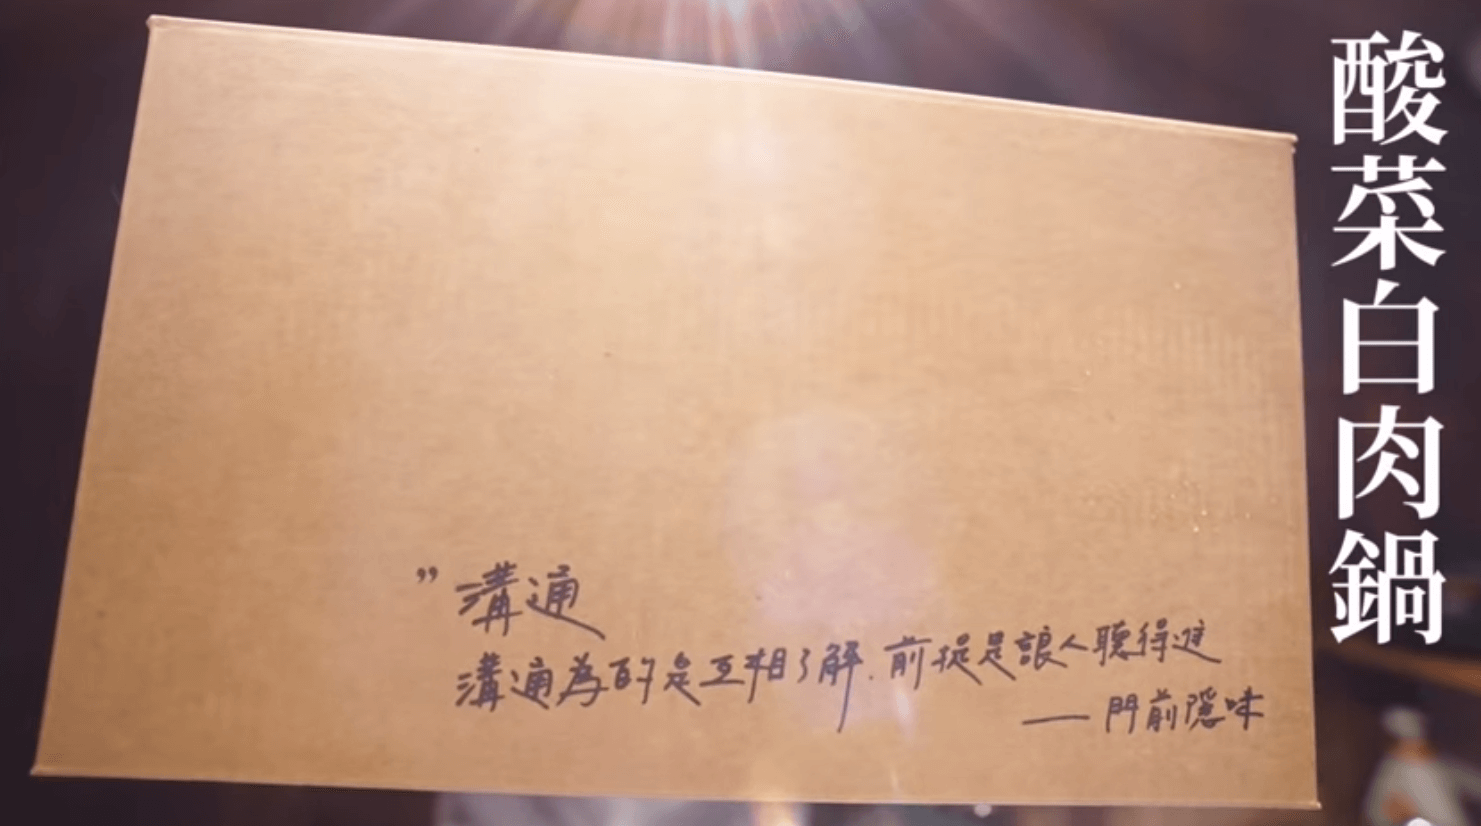 酸菜白肉鍋
” 溝通
溝通為的是互相了解.前提是讓人聽得進
—— 門前隱味